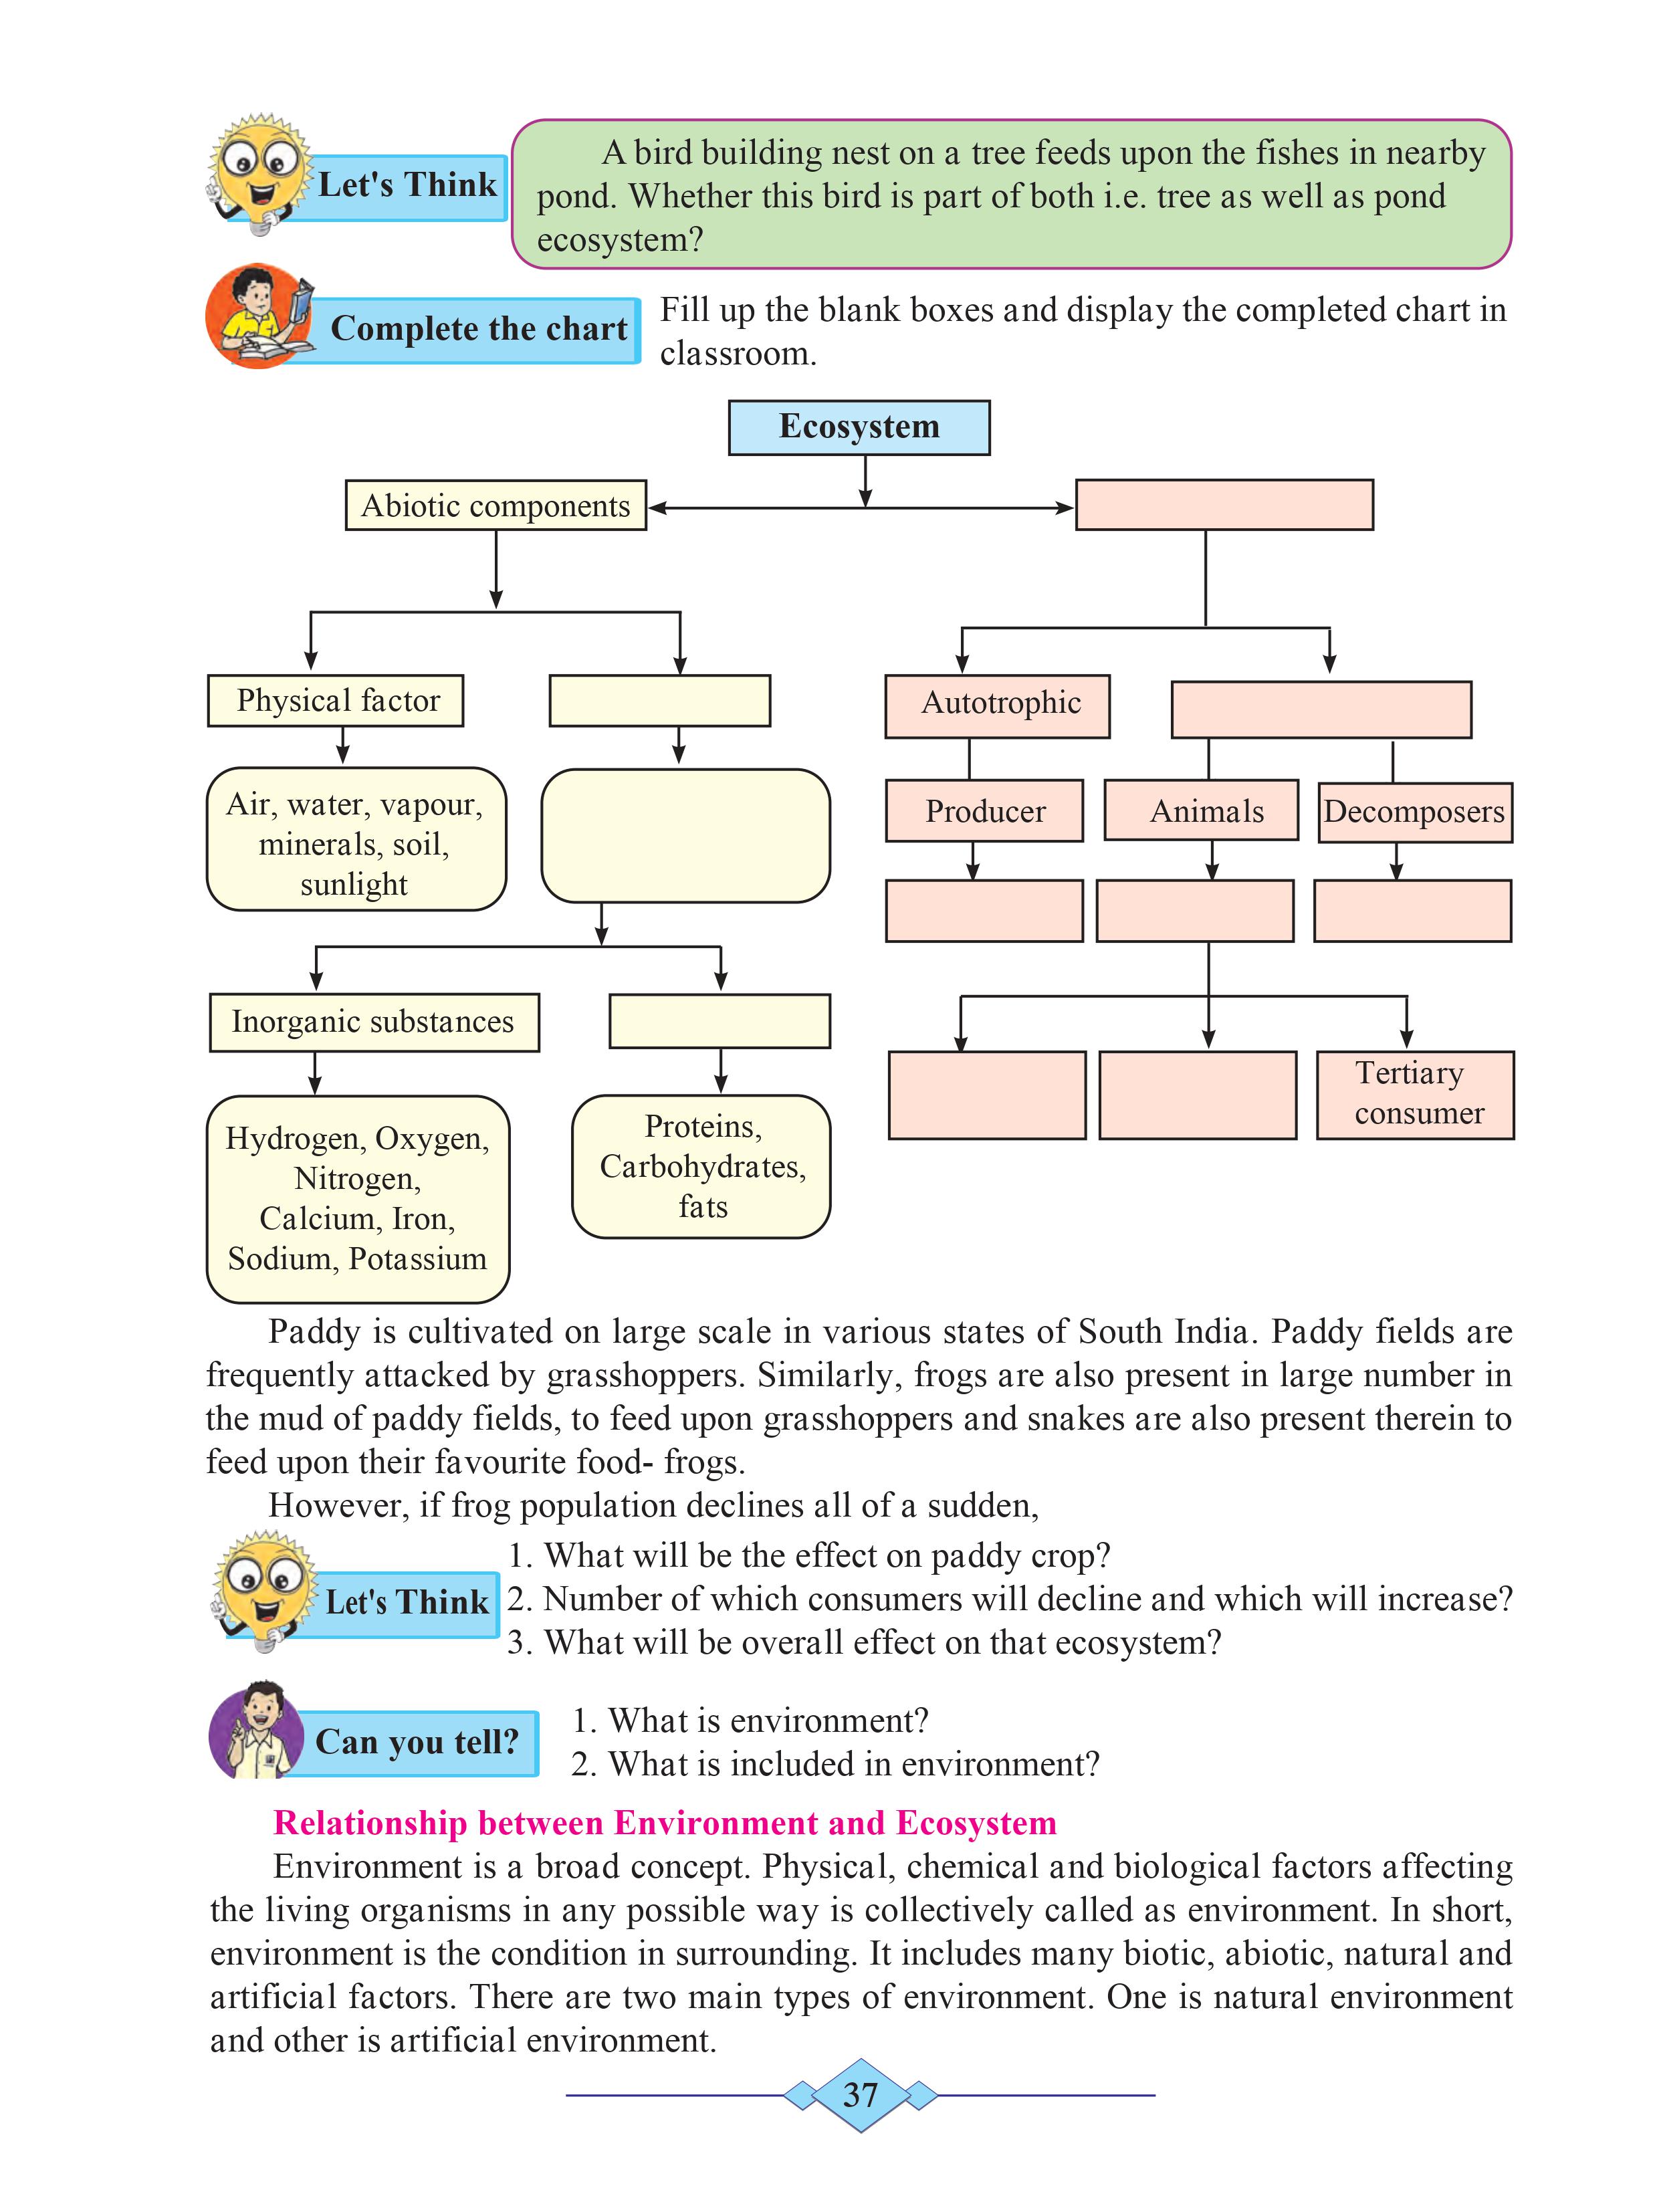 Let's Think
A bird building nest on a tree feeds upon the fishes in nearby
pond. Whether this bird is part of both i.e. tree as well as pond
ecosystem?
Complete the chart
Fill up the blank boxes and display the completed chart in
classroom.
Ecosystem
Abiotic components
Physical factor
Autotrophic
Air, water, vapour,
minerals, soil,
sunlight
Producer
Animals
Decomposers
Inorganic substances
Hydrogen, Oxygen,
Nitrogen,
Calcium, Iron,
Sodium, Potassium
Proteins,
Carbohydrates,
fats
Tertiary
consumer
Paddy is cultivated on large scale in various states of South India. Paddy fields are
frequently attacked by grasshoppers. Similarly, frogs are also present in large number in
the mud of paddy fields, to feed upon grasshoppers and snakes are also present therein to
feed upon their favourite food- frogs.
However, if frog population declines all of a sudden,
Let's Think
1. What will be the effect on paddy crop?
2. Number of which consumers will decline and which will increase?
3. What will be overall effect on that ecosystem?
Can you tell?
1. What is environment?
2. What is included in environment?
Relationship between Environment and Ecosystem
Environment is a broad concept. Physical, chemical and biological factors affecting
the living organisms in any possible way is collectively called as environment. In short,
environment is the condition in surrounding. It includes many biotic, abiotic, natural and
artificial factors. There are two main types of environment. One is natural environment
and other is artificial environment.
37